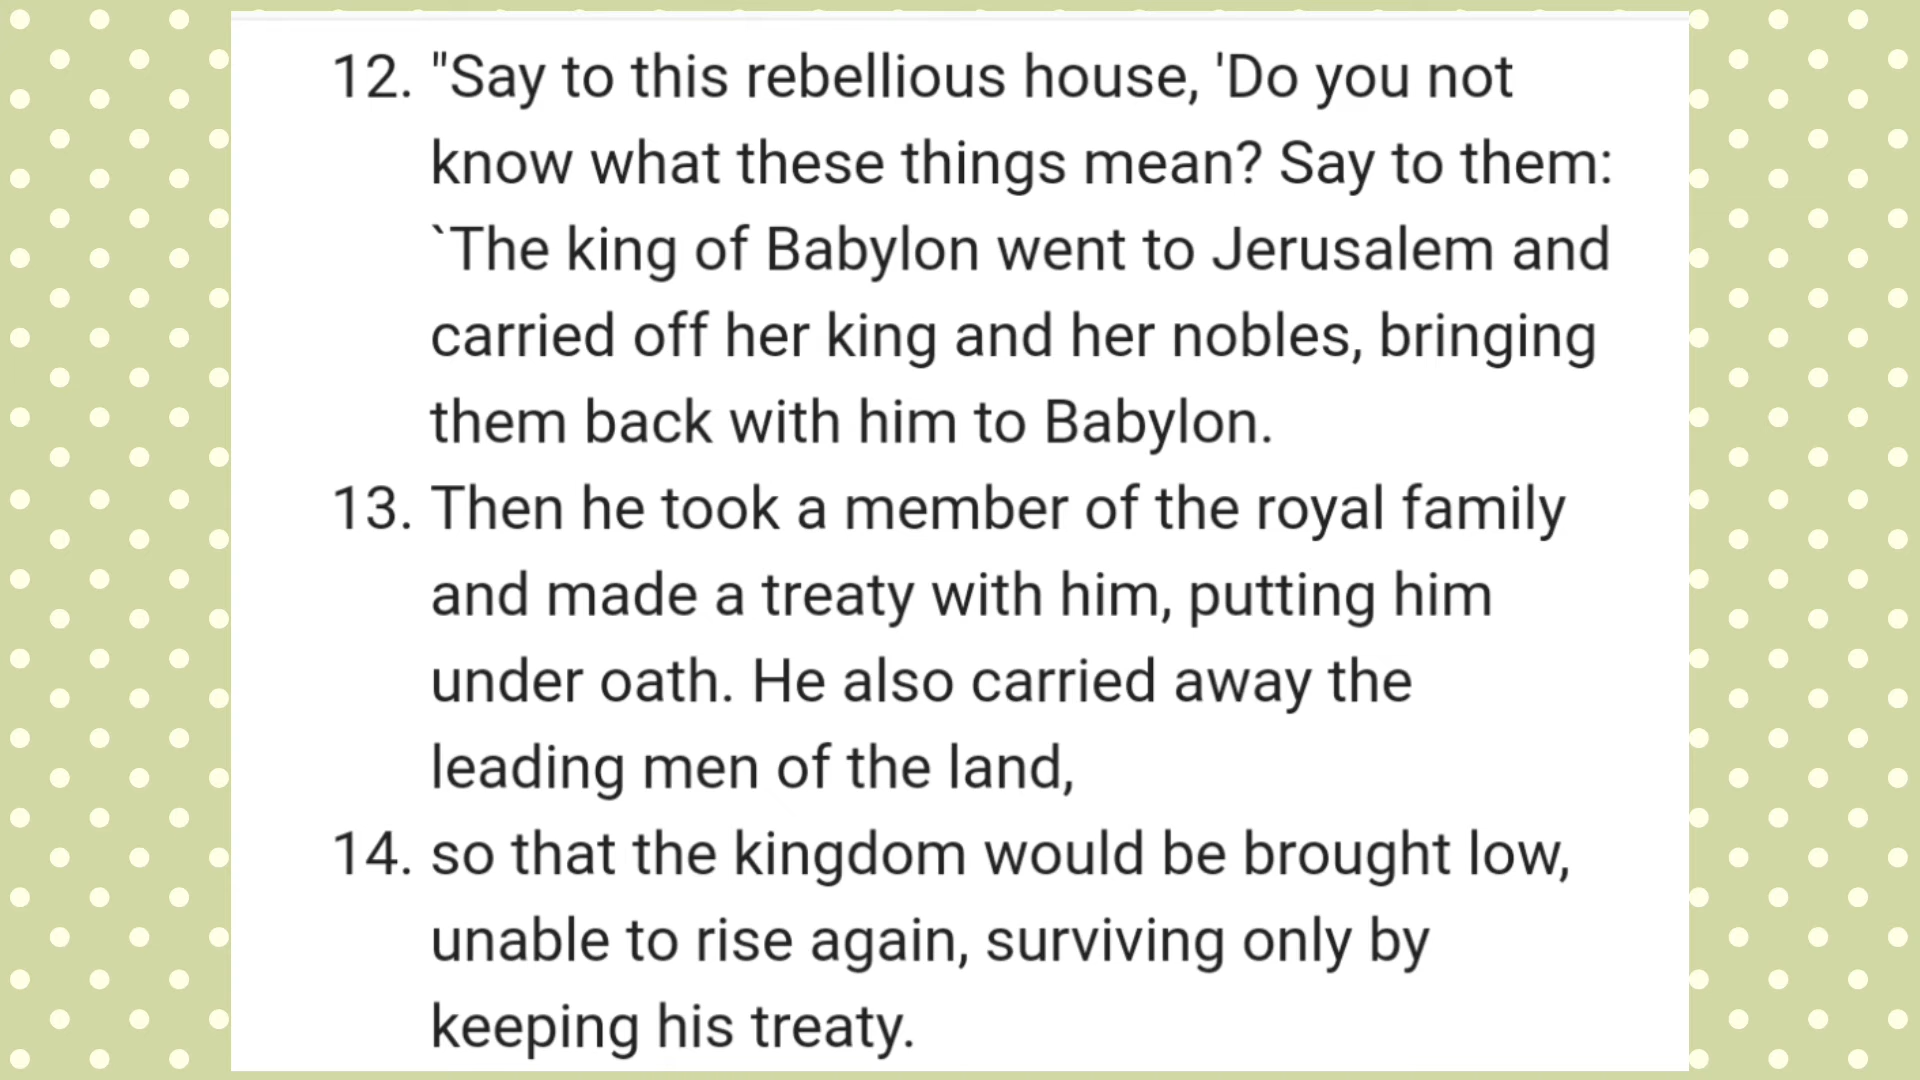 12. "Say to this rebellious house, 'Do you not
know what these things mean? Say to them:
`The king of Babylon went to Jerusalem and
carried off her king and her nobles, bringing
them back with him to Babylon.
13. Then he took a member of the royal family
and made a treaty with him, putting him
under oath. He also carried away the
leading men of the land,
14. so that the kingdom would be brought low,
unable to rise again, surviving only by
keeping his treaty.